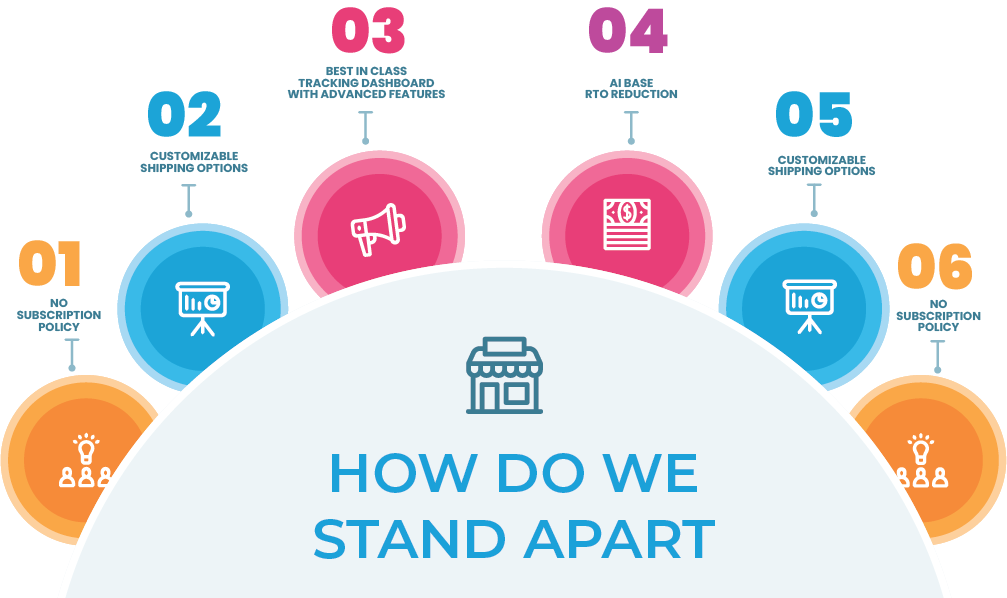 01
NO
SUBSCRIPTION
POLICY
02
CUSTOMIZABLE
SHIPPING OPTIONS
03
BEST IN CLASS
TRACKING DASHBOARD
WITH ADVANCED FEATURES
04
AI BASE
RTO REDUCTION
05
CUSTOMIZABLE
SHIPPING OPTIONS
06
NO
SUBSCRIPTION
POLICY
$
HOW DO WE
STAND APART